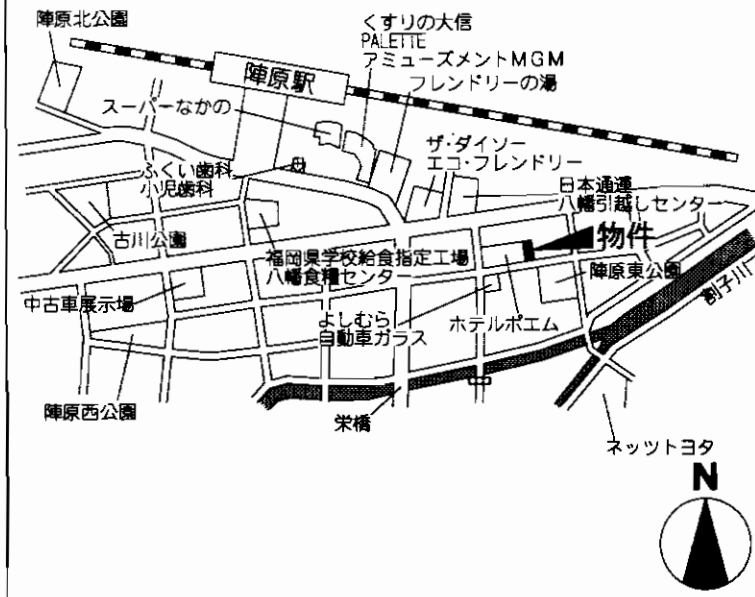 陣原北公園
くすりの大信
PALETTE
アミューズメントMGM
フレンドリーの湯
陣原駅
スーパーなかの
ザ・ダイソー
エコ・フレンドリー
ふくい歯科
小児歯科
日本通運
八幡引越しセンター
古川公園
物件
福岡県学校給食指定工場
八幡食糧センター
陣原東公園
割子川
中古車展示場
よしむら
自動車ガラス
ホテルポエム
陣原西公園
栄橋
ネッツトヨタ
N